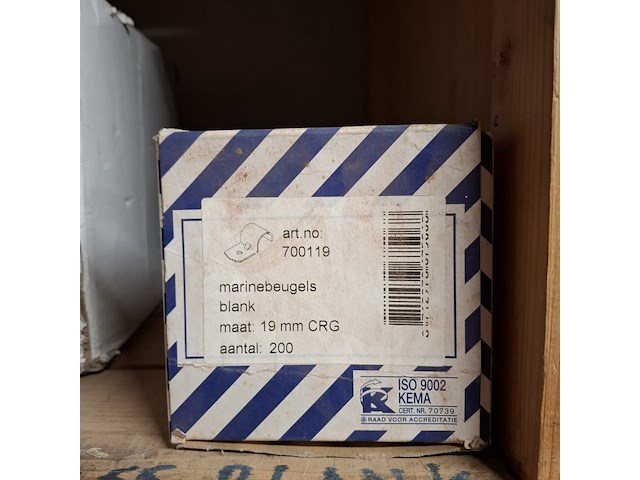 art.no:
700119
marinebeugels
blank
maat: 19 mm CRG
aantal: 200
ISO 9002
KEMA
CERT. NR. 70739
RAAD VOOR ACCREDITATIE
BLANK